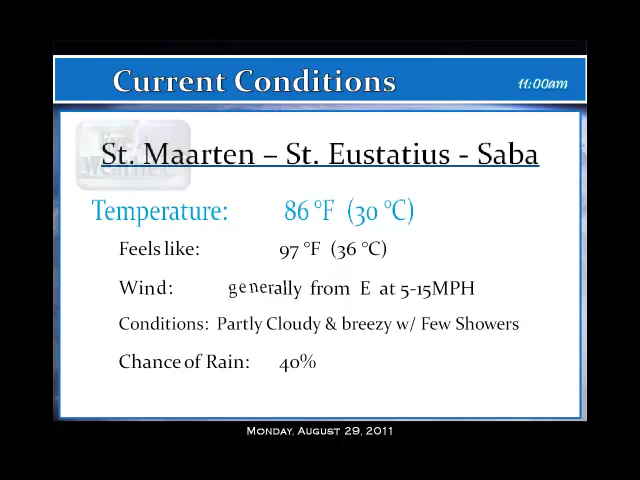 Current Conditions 11:00am
St. Maarten – St. Eustatius - Saba
Temperature: 86 °F (30 °C)
Feels like: 97 °F (36 °C)
Wind: generally from E at 5-15MPH
Conditions: Partly Cloudy & breezy w/ Few Showers
Chance of Rain: 40%
Monday, August 29, 2011